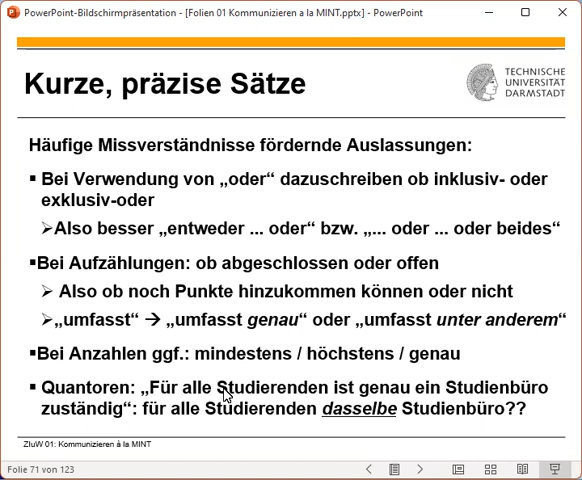 PowerPoint-Bildschirmpräsentation - [Folien 01 Kommunizieren a la MINT.pptx] - PowerPoint
Kurze, präzise Sätze
TECHNISCHE
UNIVERSITÄT
DARMSTADT
Häufige Missverständnisse fördernde Auslassungen:
▪ Bei Verwendung von „oder“ dazuschreiben ob inklusiv- oder
exklusiv-oder
➢Also besser „entweder ... oder“ bzw. „... oder ... oder beides“
▪Bei Aufzählungen: ob abgeschlossen oder offen
➢ Also ob noch Punkte hinzukommen können oder nicht
➢„umfasst“ → „umfasst genau“ oder „umfasst unter anderem“
▪Bei Anzahlen ggf.: mindestens / höchstens / genau
▪ Quantoren: „Für alle Studierenden ist genau ein Studienbüro
zuständig“: für alle Studierenden dasselbe Studienbüro??
ZIuW 01: Kommunizieren à la MINT
Folie 71 von 123